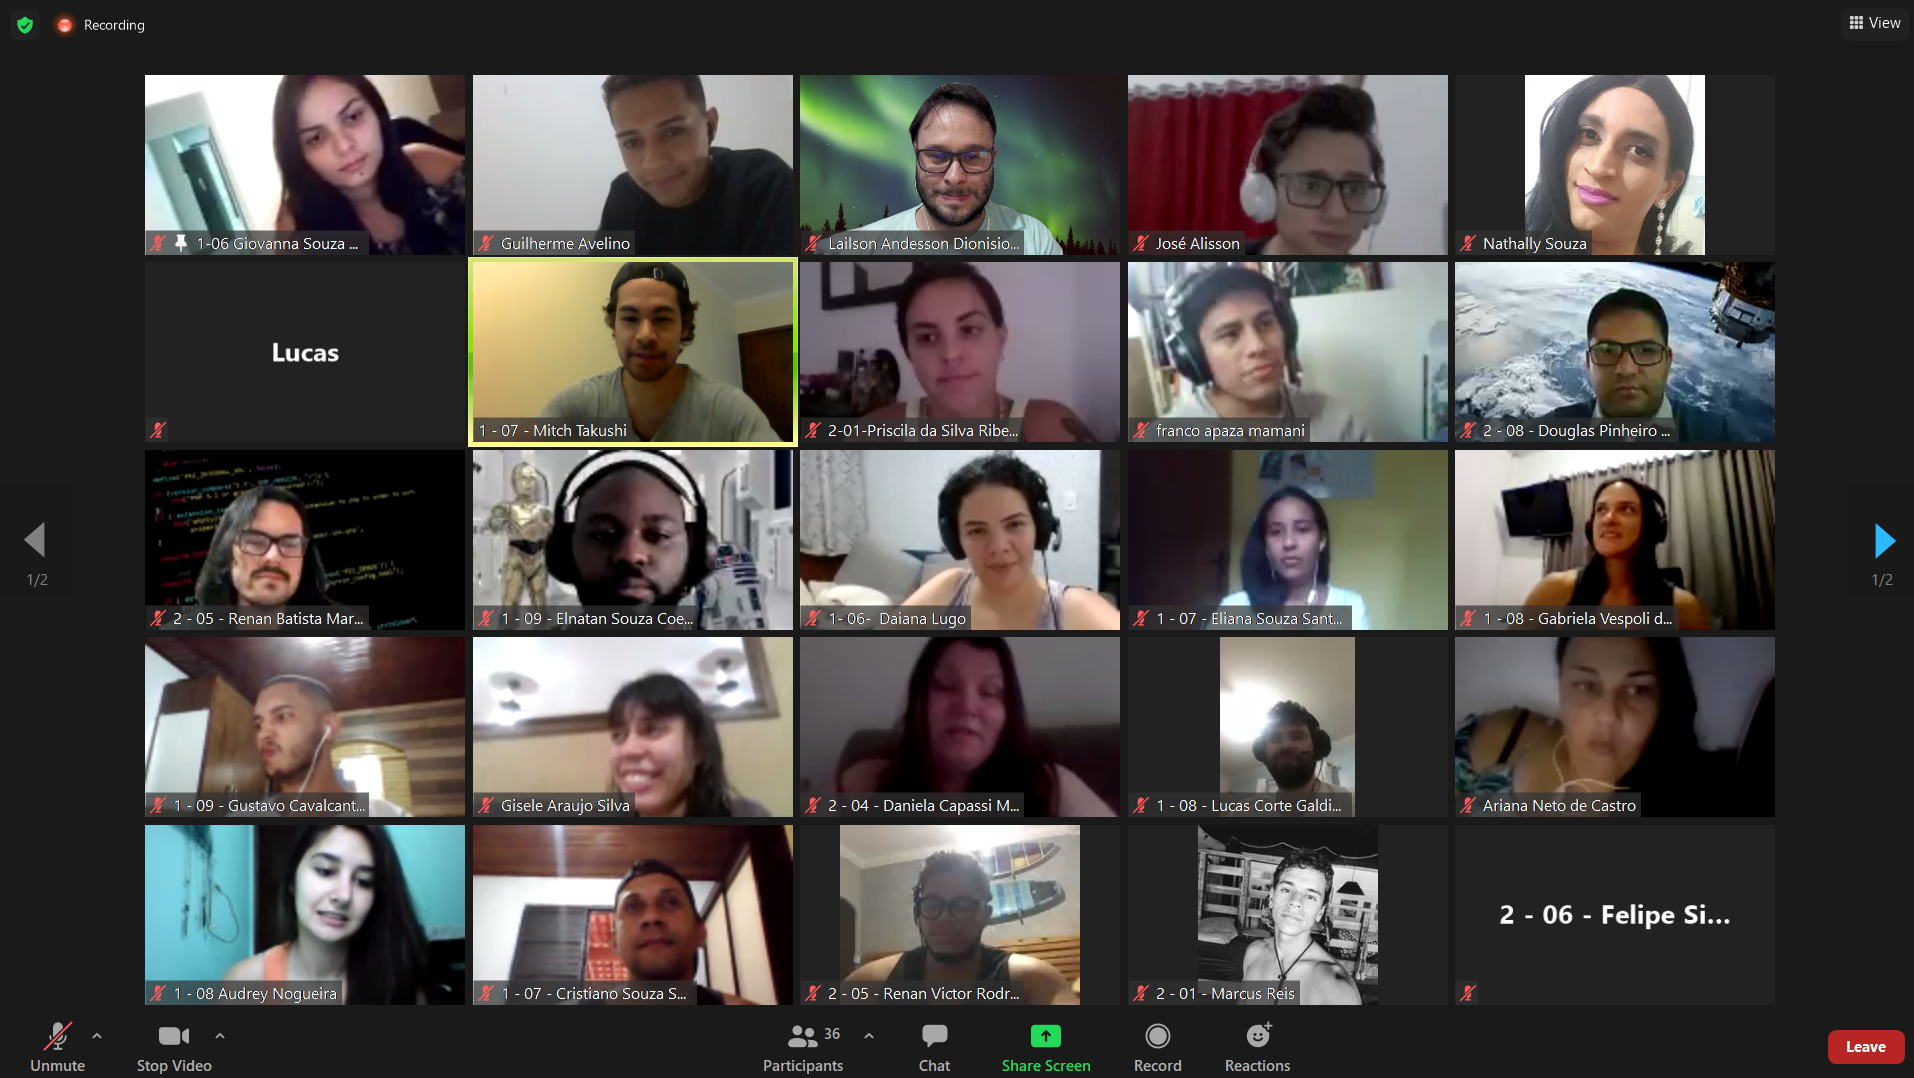 Recording
View
1-06 Giovanna Souza ...
Guilherme Avelino
Lailson Andesson Dionisio...
José Alisson
Nathally Souza
Lucas
1 - 07 - Mitch Takushi
2-01-Priscila da Silva Ribe...
franco apaza mamani
2 - 08 - Douglas Pinheiro ...
2 - 05 - Renan Batista Mar...
1 - 09 - Elnatan Souza Coe...
1- 06-  Daiana Lugo
1 - 07 - Eliana Souza Sant...
1 - 08 - Gabriela Vespoli d...
1/2
1/2
1 - 09 - Gustavo Cavalcant...
Gisele Araujo Silva
2 - 04 - Daniela Capassi M...
1 - 08 - Lucas Corte Galdi...
Ariana Neto de Castro
1 - 08 Audrey Nogueira
1 - 07 - Cristiano Souza S...
2 - 05 - Renan Victor Rodr...
2 - 01 - Marcus Reis
2 - 06 - Felipe Si...
Unmute
Stop Video
Participants
36
Chat
Share Screen
Record
Reactions
Leave